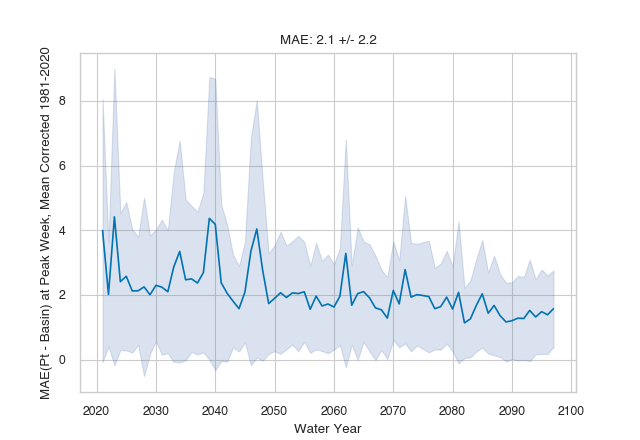 MAE: 2.1 +/- 2.2
MAE(Pt - Basin) at Peak Week, Mean Corrected 1981-2020
8
6
4
2
0
2020 2030 2040 2050 2060 2070 2080 2090 2100
Water Year